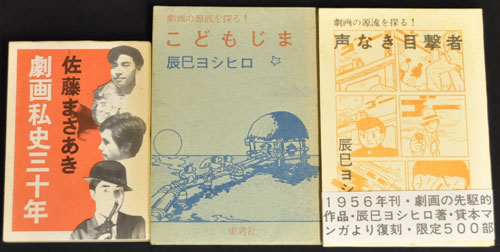 佐藤まさあき
劇画私史三十年
劇画の源流を探る!
こどもじま
辰巳ヨシヒロ
東考社
劇画の源流を探る!
声なき目撃者
辰巳ヨシ
1956年刊・劇画の先駆的
作品・辰巳ヨシヒロ著・貸本
マンガより復刻・限定500部